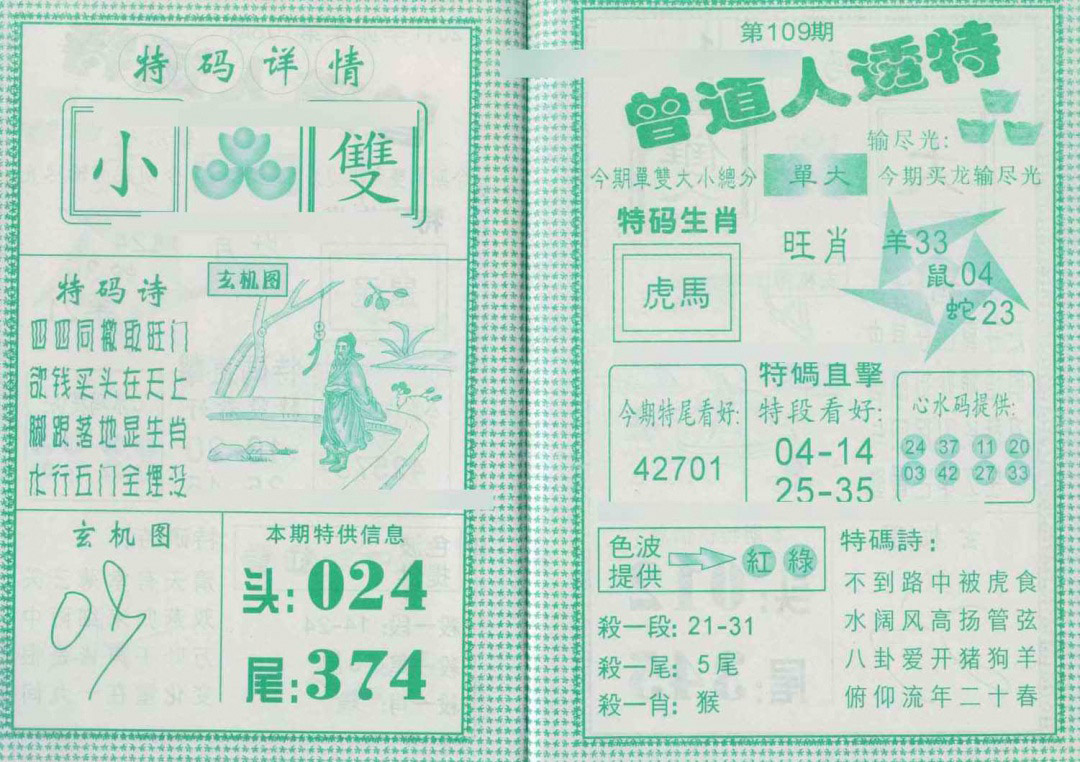 特码详情
小 雙
特码诗
四四同撤取旺门
欲钱买头在天上
脚跟落地显生肖
水行五门全埋没
玄机图
玄机图
本期特供信息
头:024
尾:374
第109期
曾道人透特
输尽光:
今期單雙大小總分
單大
今期买龙输尽光
特码生肖
虎馬
旺肖
羊33
鼠04
蛇23
今期特尾看好:
42701
特碼直擊
特段看好:
04-14
25-35
心水码提供:
24 37 11 20
03 42 27 33
色波提供
紅 綠
殺一段: 21-31
殺一尾: 5尾
殺一肖: 猴
特碼詩:
不到路中被虎食
水阔风高扬管弦
八卦爱开猪狗羊
俯仰流年二十春